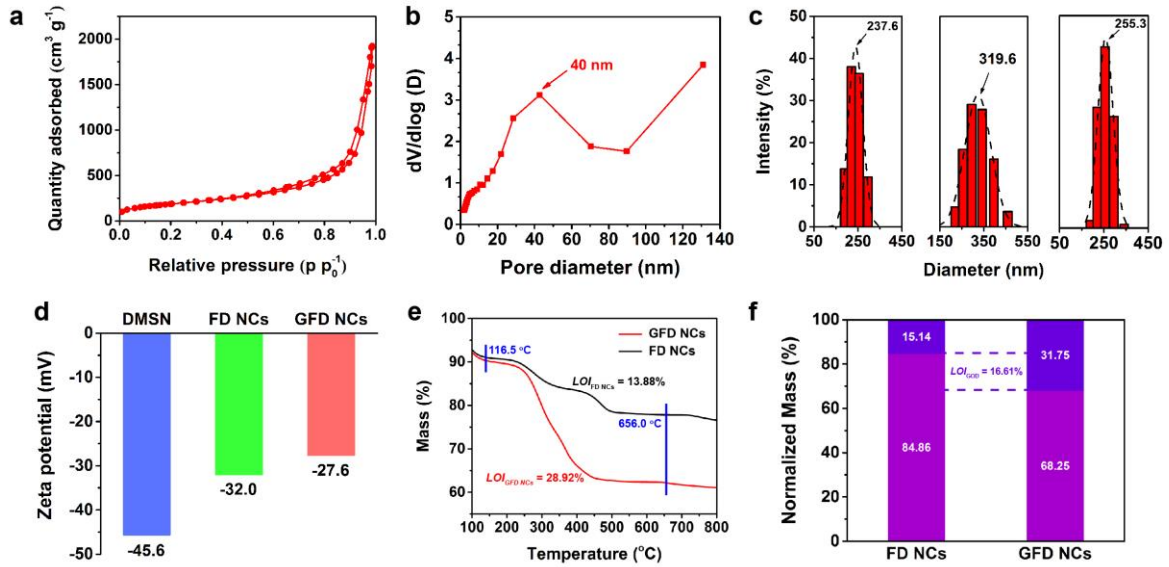 a
2000
1500
1000
500
0
0.0 0.2 0.4 0.6 0.8 1.0
Quantity adsorbed (cm³ g⁻¹)
Relative pressure (p p₀⁻¹)
b
5
4
3
2
1
0
0 20 40 60 80 100 120 140
40 nm
dV/dlog (D)
Pore diameter (nm)
c
50
40
30
20
10
0
237.6
319.6
255.3
50 250 450
150 350 550
50 250 450
Intensity (%)
Diameter (nm)
d
DMSN FD NCs GFD NCs
0
-10
-20
-30
-40
-50
-45.6
-32.0
-27.6
Zeta potential (mV)
e
GFD NCs
FD NCs
100
90
80
70
60
116.5 °C
LOI_FD NCs = 13.88%
656.0 °C
LOI_GFD NCs = 28.92%
100 200 300 400 500 600 700 800
Mass (%)
Temperature (°C)
f
100
80
60
40
20
0
15.14
31.75
LOI_GOD = 16.61%
84.86
68.25
FD NCs GFD NCs
Normalized Mass (%)